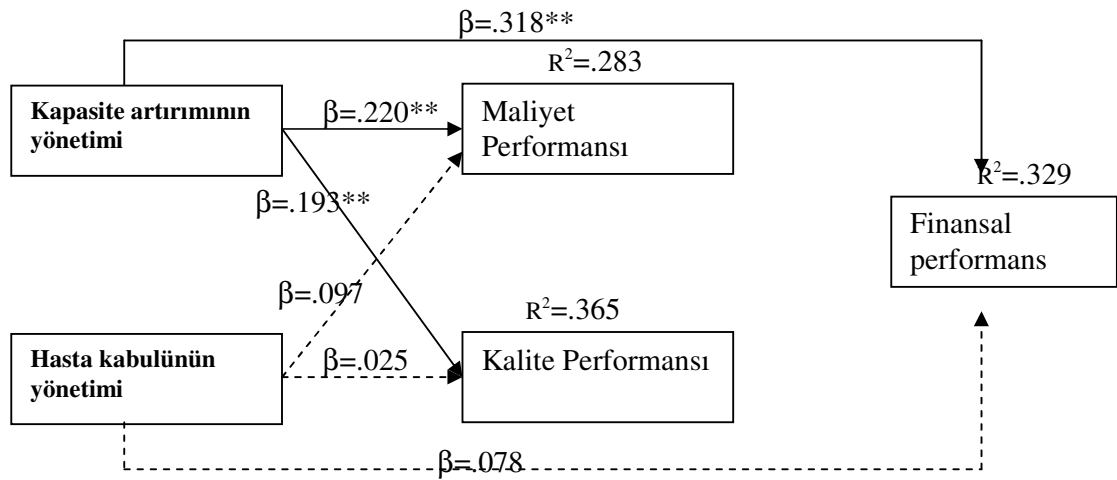 β=.318**
R²=.283
Kapasite artırımının
yönetimi
β=.220**
Maliyet
Performansı
β=.193**
R²=.329
Finansal
performans
β=.097
R²=.365
Hasta kabulünün
yönetimi
β=.025
Kalite Performansı
β=.078